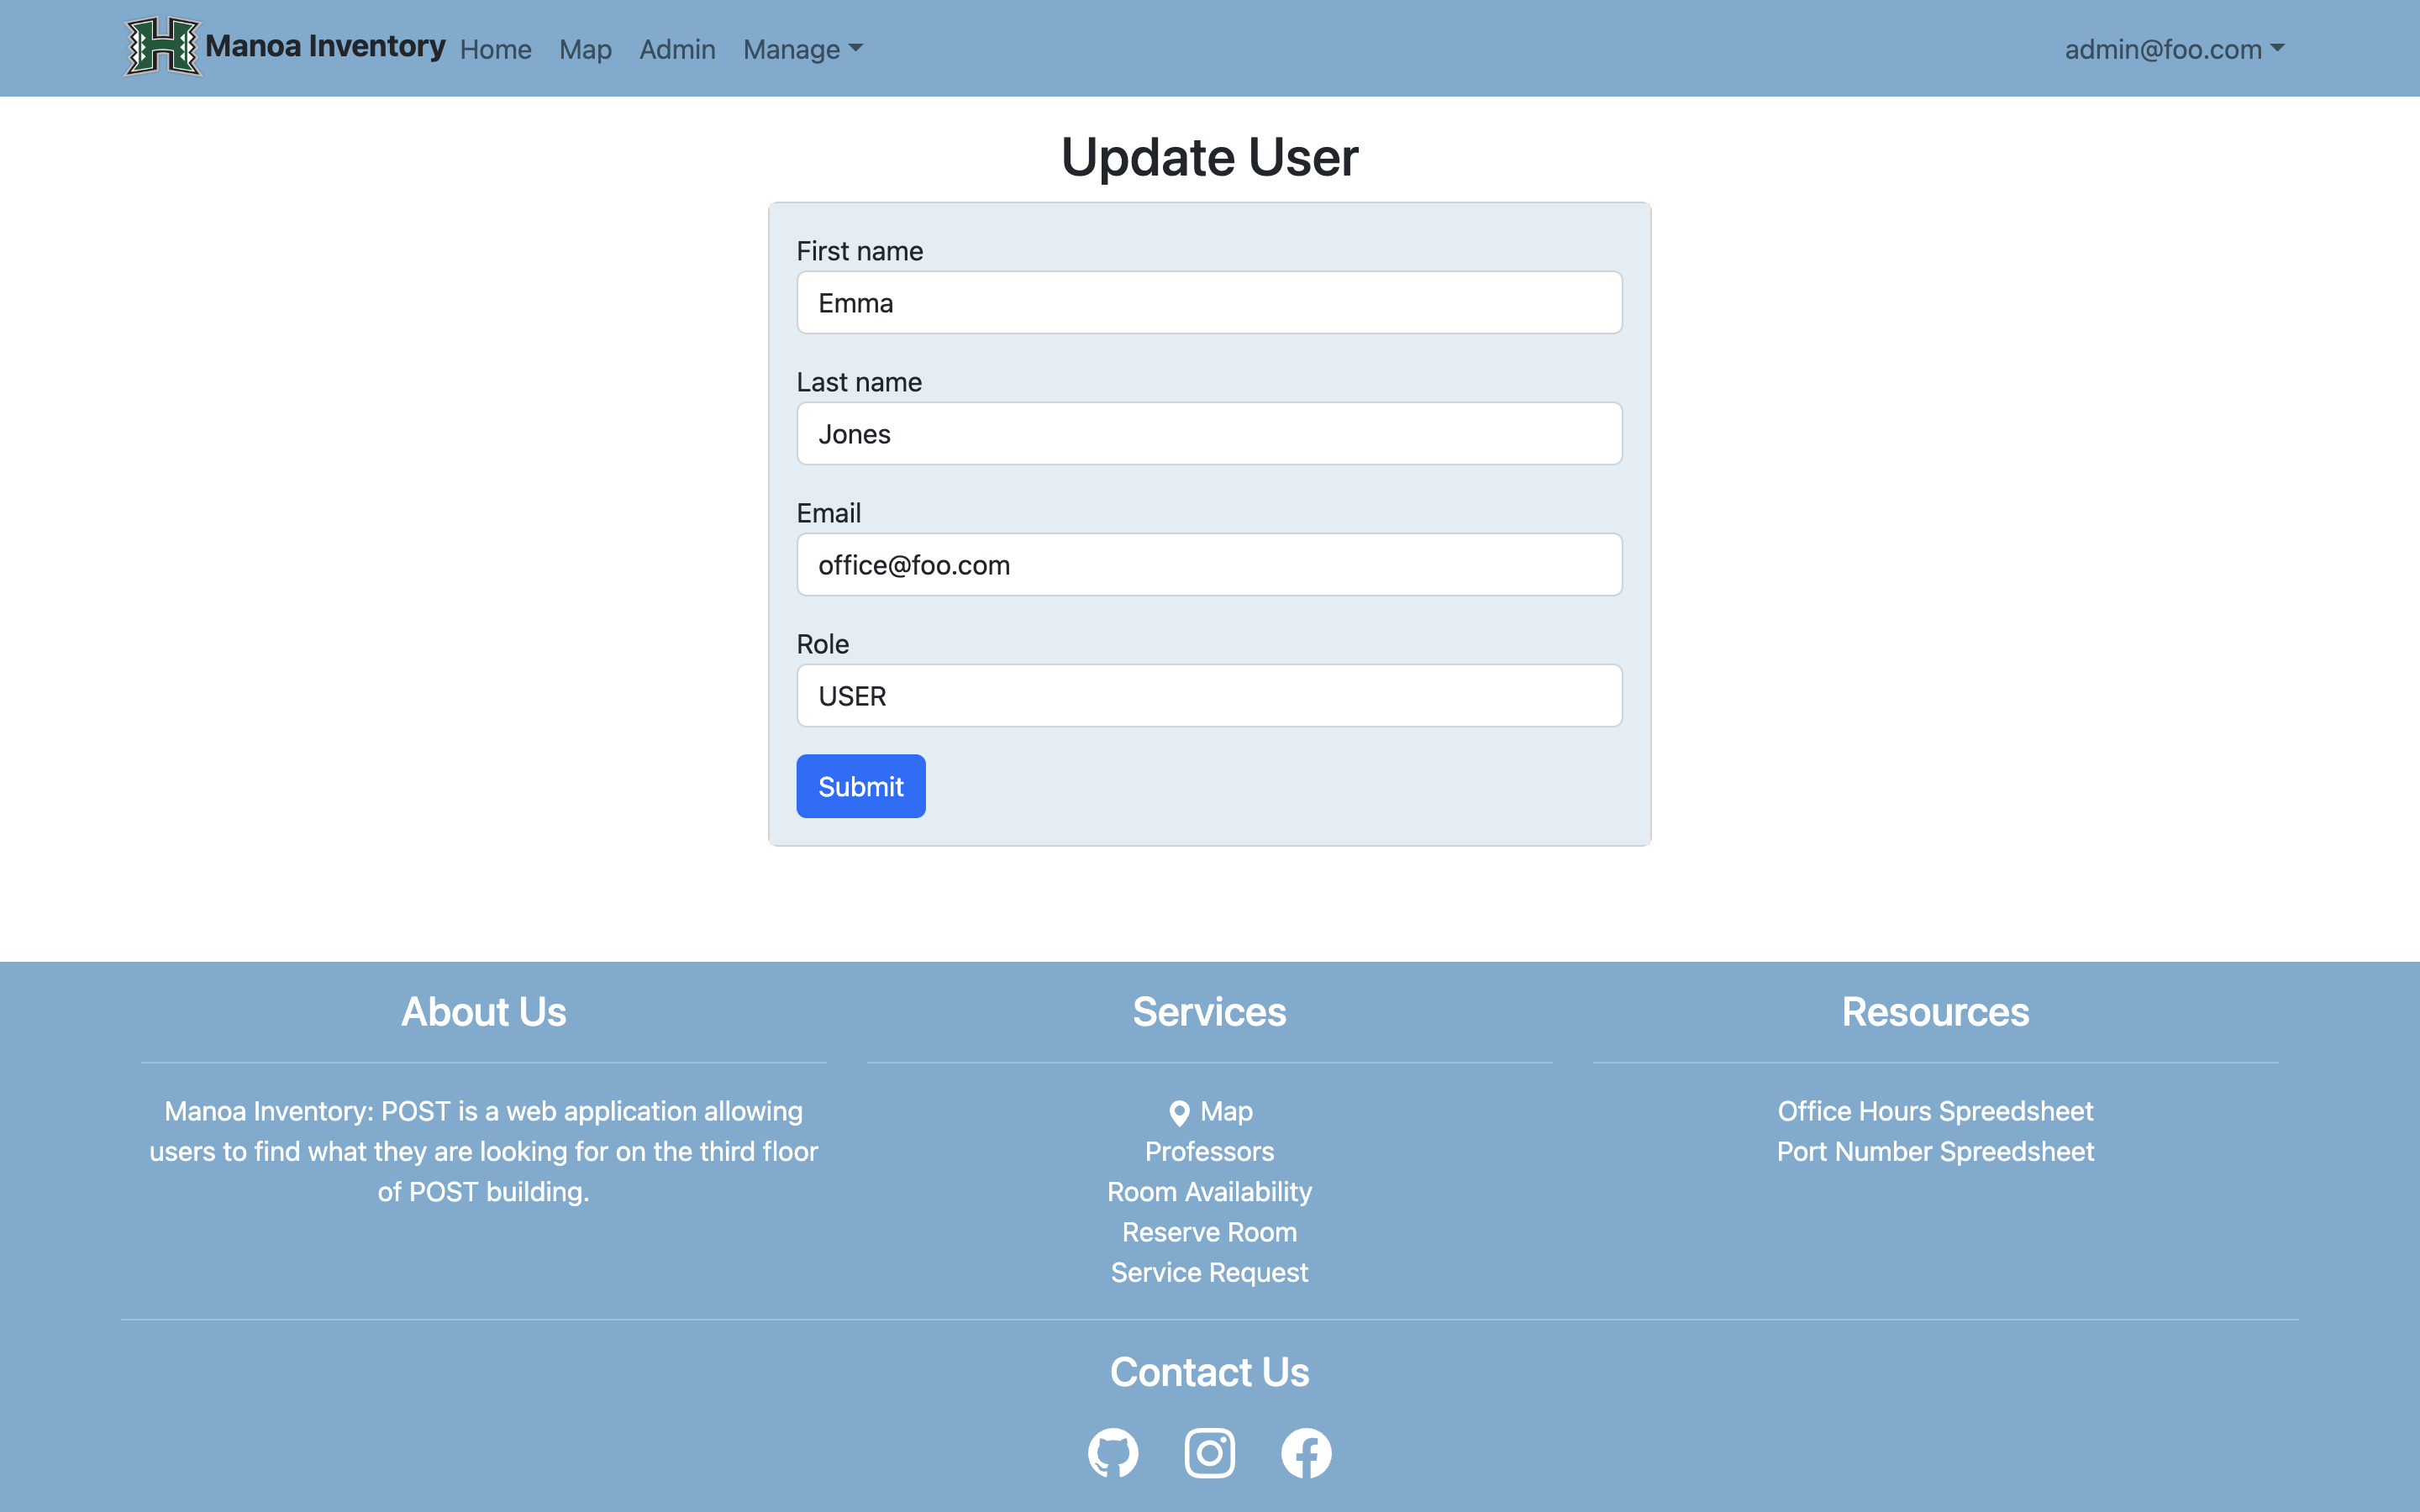 Manoa Inventory Home Map Admin Manage admin@foo.com
Update User
First name
Emma
Last name
Jones
Email
office@foo.com
Role
USER
Submit
About Us
Manoa Inventory: POST is a web application allowing
users to find what they are looking for on the third floor
of POST building.
Services
Map
Professors
Room Availability
Reserve Room
Service Request
Resources
Office Hours Spreedsheet
Port Number Spreedsheet
Contact Us